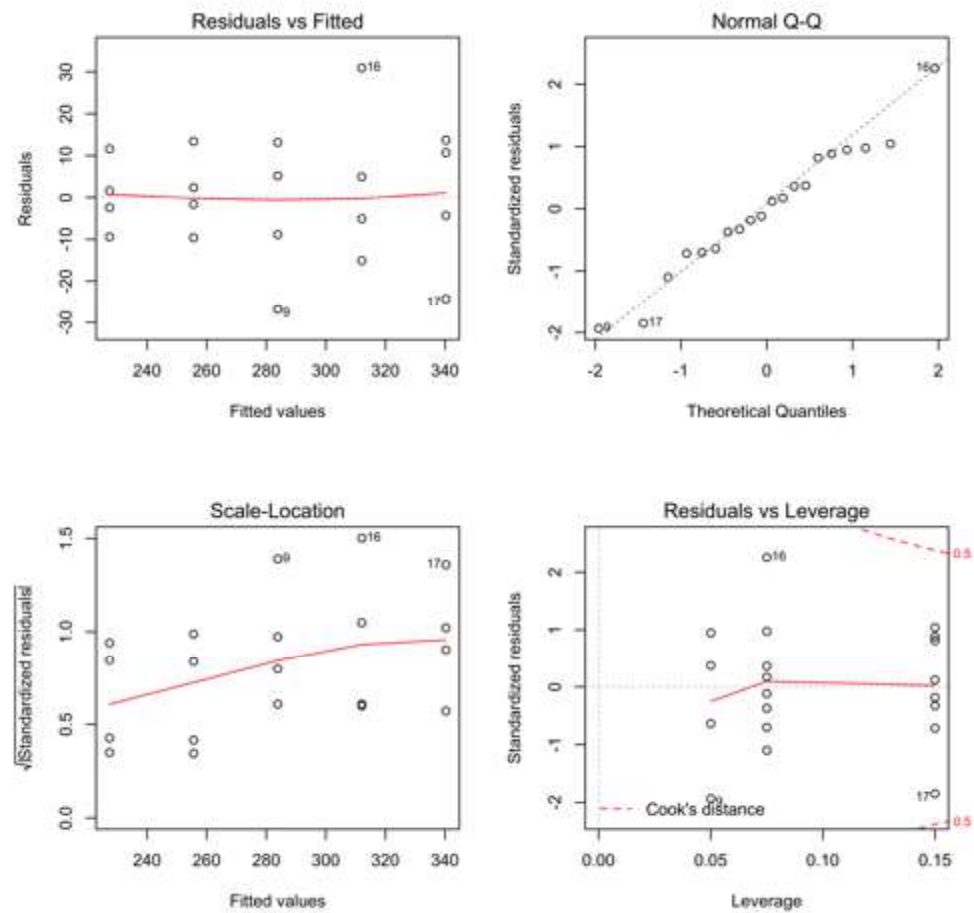 Residuals vs Fitted
Residuals
30
20
10
0
-10
-20
-30
16
9
17
240 260 280 300 320 340
Fitted values
Normal Q-Q
Standardized residuals
2
1
0
-1
-2
16
9
17
-2 -1 0 1 2
Theoretical Quantiles
Scale-Location
√|Standardized residuals|
1.5
1.0
0.5
0.0
9
16
17
240 260 280 300 320 340
Fitted values
Residuals vs Leverage
Standardized residuals
2
1
0
-1
-2
0.5
16
9
17
Cook's distance
0.5
0.00 0.05 0.10 0.15
Leverage